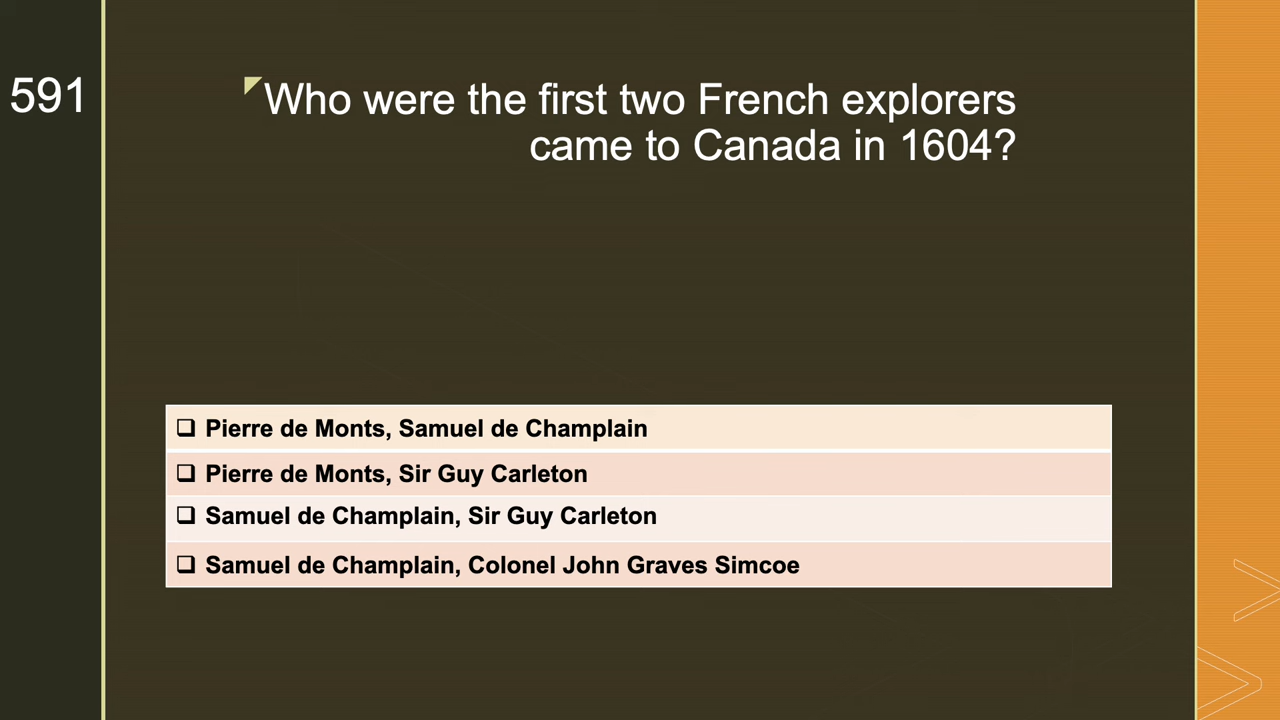 591
Who were the first two French explorers
came to Canada in 1604?
Pierre de Monts, Samuel de Champlain
Pierre de Monts, Sir Guy Carleton
Samuel de Champlain, Sir Guy Carleton
Samuel de Champlain, Colonel John Graves Simcoe